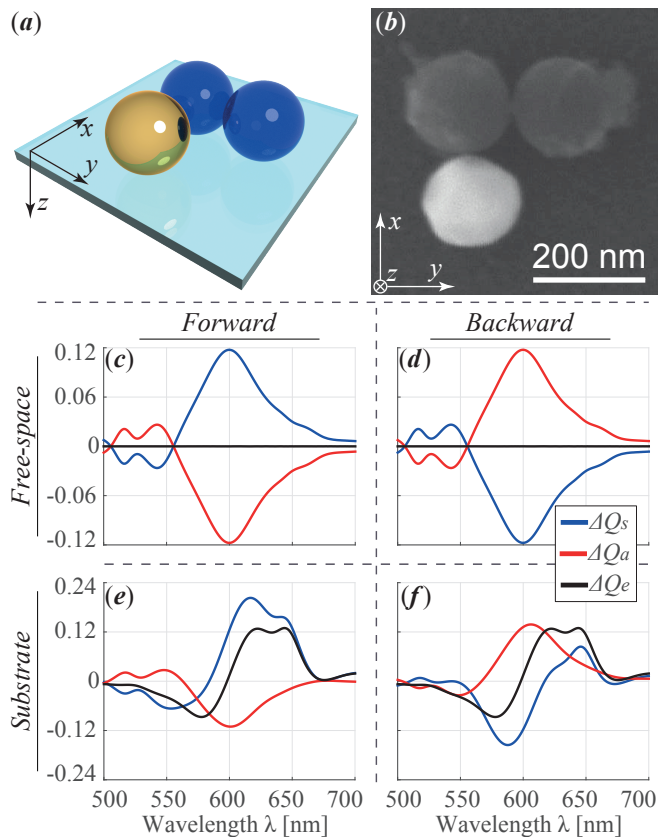 (a)
x
y
z
(b)
x
z
y
200 nm
Forward
Backward
Free-space
(c)
0.12
0.06
0
-0.06
-0.12
(d)
ΔQs
ΔQa
ΔQe
Substrate
(e)
0.24
0.12
0
-0.12
-0.24
500 550 600 650 700
Wavelength λ [nm]
(f)
500 550 600 650 700
Wavelength λ [nm]